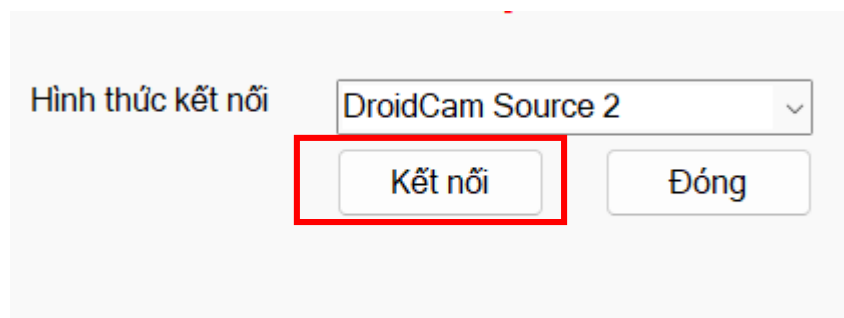 Hình thức kết nối DroidCam Source 2
Kết nối Đóng